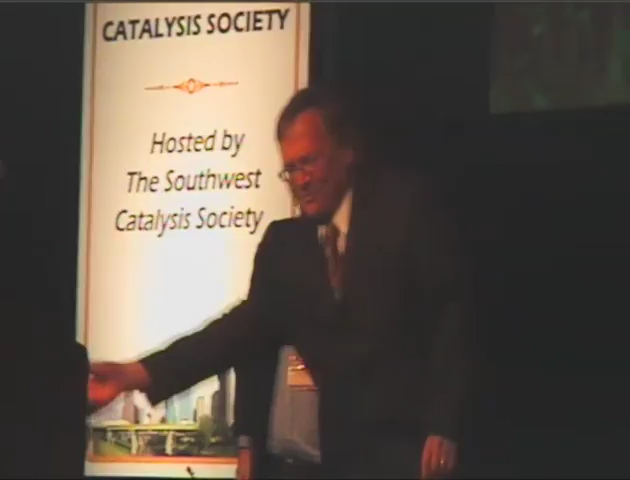 CATALYSIS SOCIETY
Hosted by
The Southwest
Catalysis Society